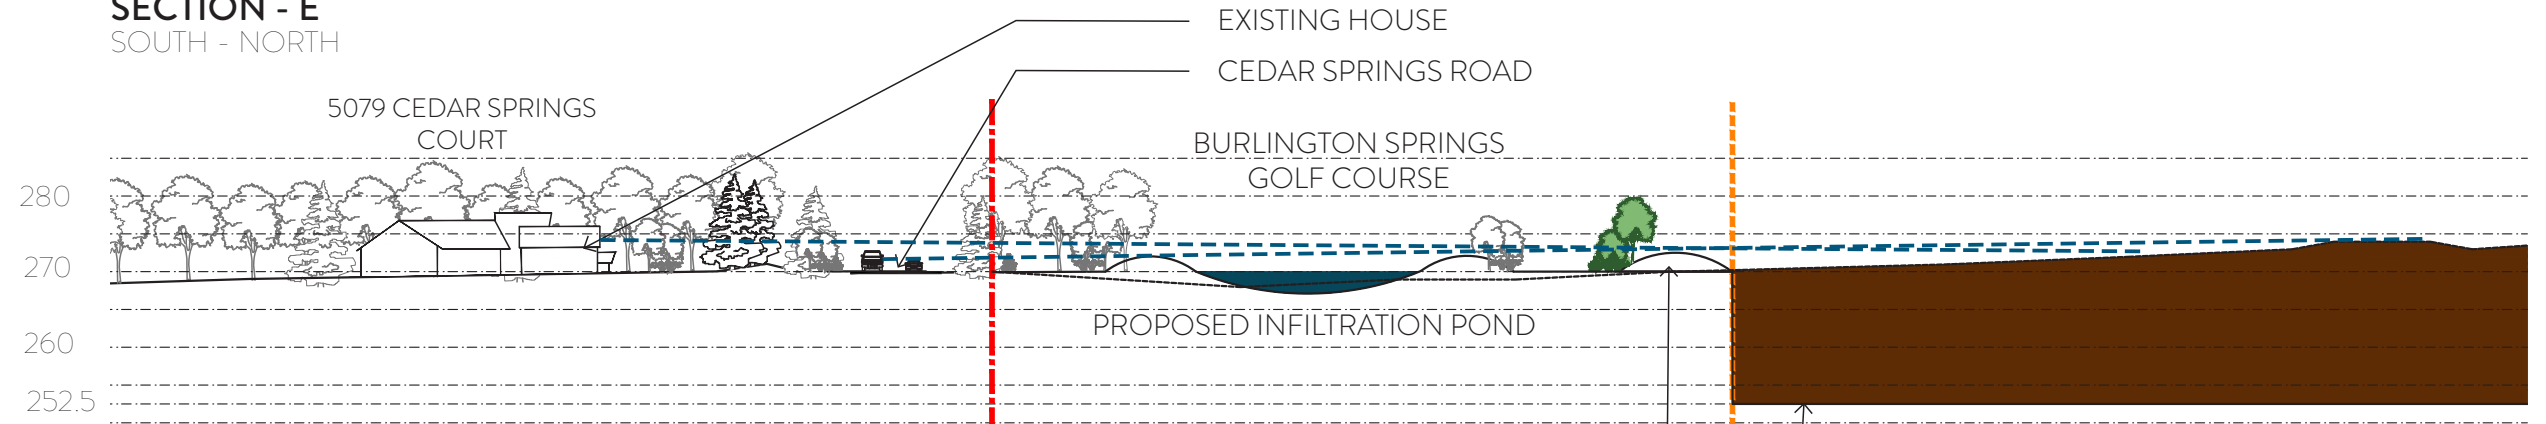 SECTION - E
SOUTH - NORTH
EXISTING HOUSE
CEDAR SPRINGS ROAD
5079 CEDAR SPRINGS
COURT
BURLINGTON SPRINGS
GOLF COURSE
280
270
PROPOSED INFILTRATION POND
260
252.5